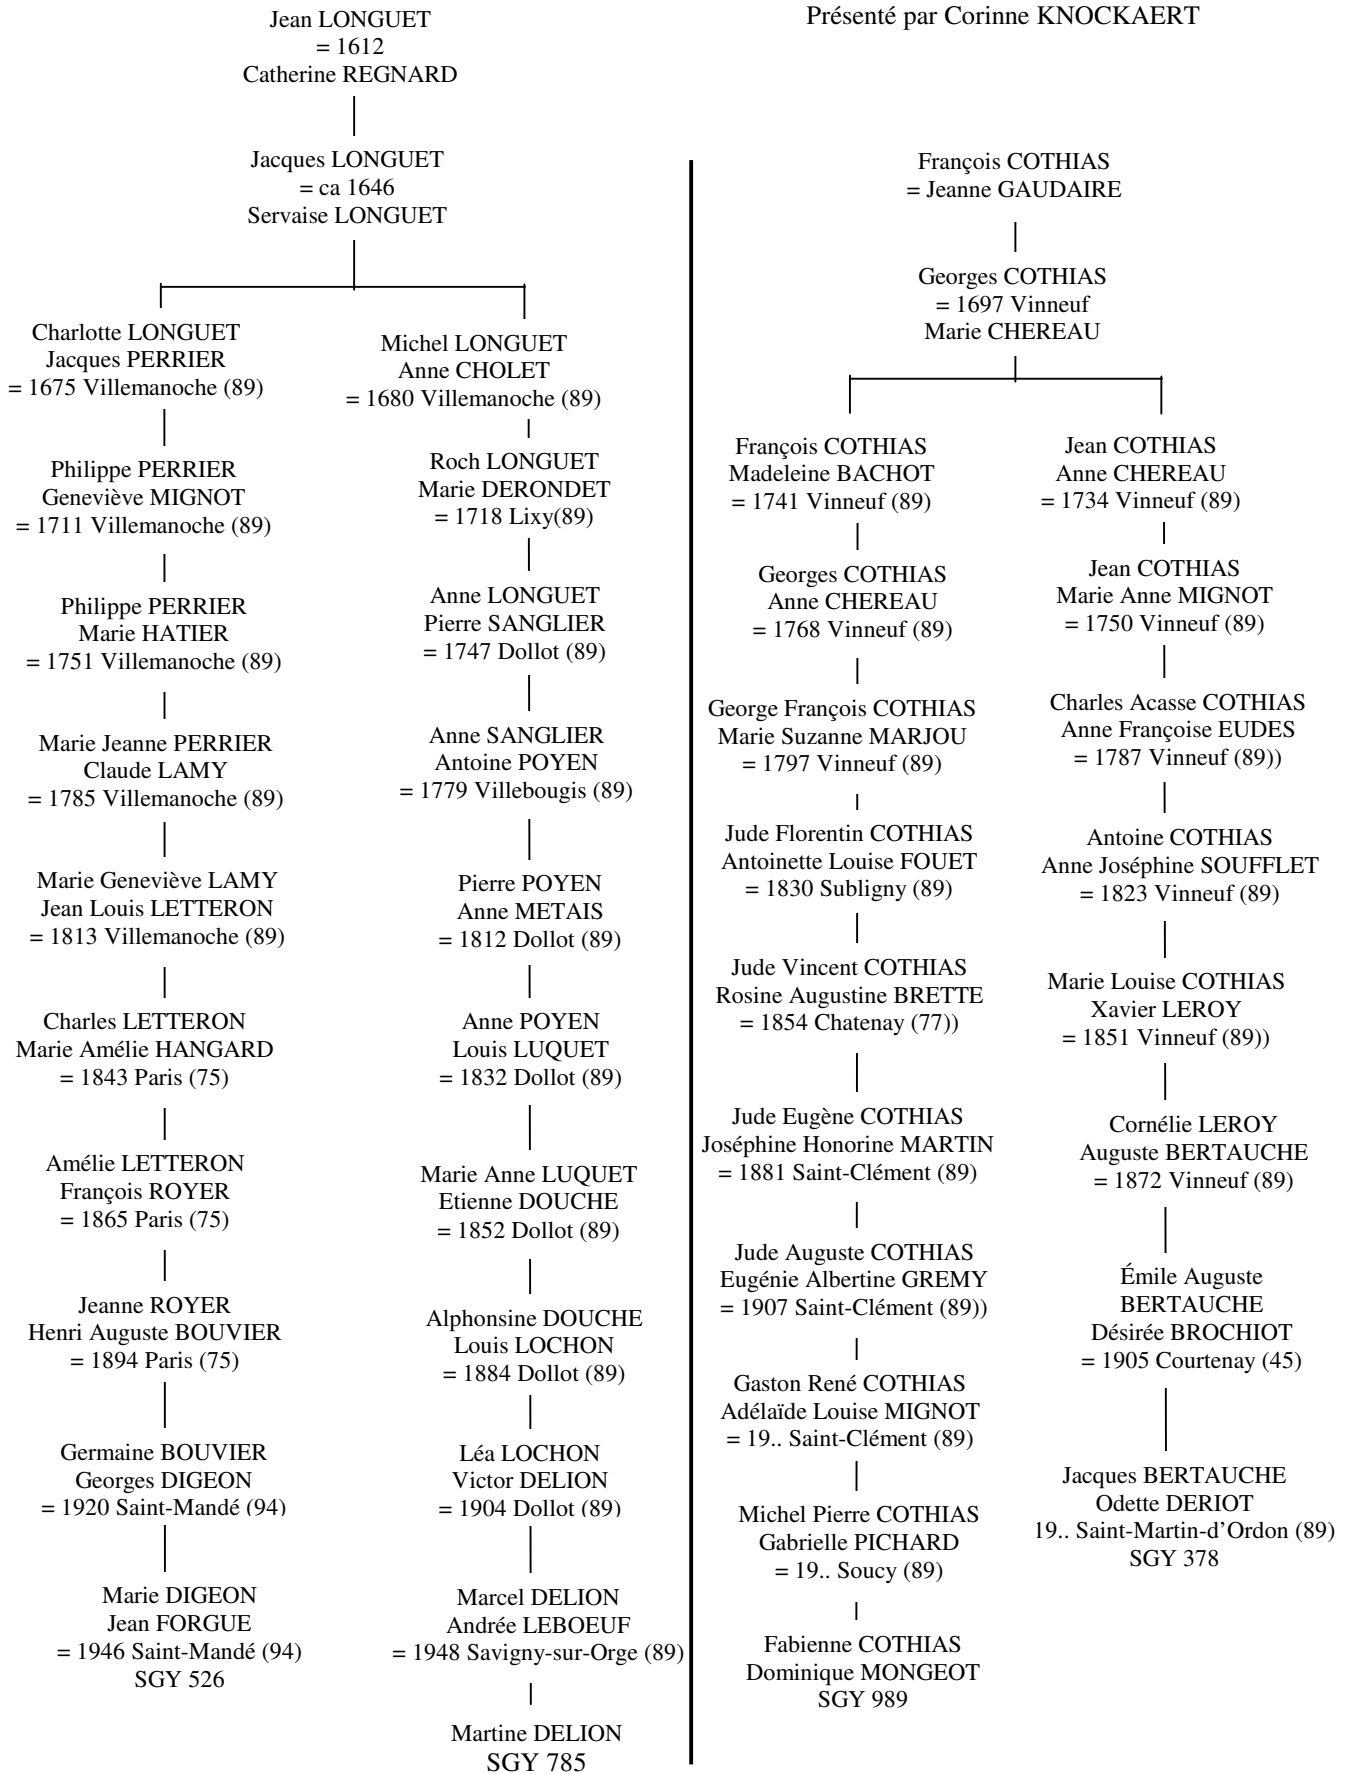 Présenté par Corinne KNOCKAERT
Jean LONGUET
= 1612
Catherine REGNARD
Jacques LONGUET
= ca 1646
Servaise LONGUET
Charlotte LONGUET
Jacques PERRIER
= 1675 Villemanoche (89)
Philippe PERRIER
Geneviève MIGNOT
= 1711 Villemanoche (89)
Philippe PERRIER
Marie HATIER
= 1751 Villemanoche (89)
Marie Jeanne PERRIER
Claude LAMY
= 1785 Villemanoche (89)
Marie Geneviève LAMY
Jean Louis LETTERON
= 1813 Villemanoche (89)
Charles LETTERON
Marie Amélie HANGARD
= 1843 Paris (75)
Amélie LETTERON
François ROYER
= 1865 Paris (75)
Jeanne ROYER
Henri Auguste BOUVIER
= 1894 Paris (75)
Germaine BOUVIER
Georges DIGEON
= 1920 Saint-Mandé (94)
Marie DIGEON
Jean FORGUE
= 1946 Saint-Mandé (94)
SGY 526
Michel LONGUET
Anne CHOLET
= 1680 Villemanoche (89)
Roch LONGUET
Marie DERONDET
= 1718 Lixy(89)
Anne LONGUET
Pierre SANGLIER
= 1747 Dollot (89)
Anne SANGLIER
Antoine POYEN
= 1779 Villebougis (89)
Pierre POYEN
Anne METAIS
= 1812 Dollot (89)
Anne POYEN
Louis LUQUET
= 1832 Dollot (89)
Marie Anne LUQUET
Etienne DOUCHE
= 1852 Dollot (89)
Alphonsine DOUCHE
Louis LOCHON
= 1884 Dollot (89)
Léa LOCHON
Victor DELION
= 1904 Dollot (89)
Marcel DELION
Andrée LEBOEUF
= 1948 Savigny-sur-Orge (89)
Martine DELION
SGY 785
François COTHIAS
= Jeanne GAUDAIRE
Georges COTHIAS
= 1697 Vinneuf
Marie CHEREAU
François COTHIAS
Madeleine BACHOT
= 1741 Vinneuf (89)
Georges COTHIAS
Anne CHEREAU
= 1768 Vinneuf (89)
George François COTHIAS
Marie Suzanne MARJOU
= 1797 Vinneuf (89)
Jude Florentin COTHIAS
Antoinette Louise FOUET
= 1830 Subligny (89)
Jude Vincent COTHIAS
Rosine Augustine BRETTE
= 1854 Chatenay (77))
Jude Eugène COTHIAS
Joséphine Honorine MARTIN
= 1881 Saint-Clément (89)
Jude Auguste COTHIAS
Eugénie Albertine GREMY
= 1907 Saint-Clément (89))
Gaston René COTHIAS
Adélaïde Louise MIGNOT
= 19.. Saint-Clément (89)
Michel Pierre COTHIAS
Gabrielle PICHARD
= 19.. Soucy (89)
Fabienne COTHIAS
Dominique MONGEOT
SGY 989
Jean COTHIAS
Anne CHEREAU
= 1734 Vinneuf (89)
Jean COTHIAS
Marie Anne MIGNOT
= 1750 Vinneuf (89)
Charles Acasse COTHIAS
Anne Françoise EUDES
= 1787 Vinneuf (89))
Antoine COTHIAS
Anne Joséphine SOUFFLET
= 1823 Vinneuf (89)
Marie Louise COTHIAS
Xavier LEROY
= 1851 Vinneuf (89))
Cornélie LEROY
Auguste BERTAUCHE
= 1872 Vinneuf (89)
Émile Auguste
BERTAUCHE
Désirée BROCHIOT
= 1905 Courtenay (45)
Jacques BERTAUCHE
Odette DERIOT
19.. Saint-Martin-d'Ordon (89)
SGY 378